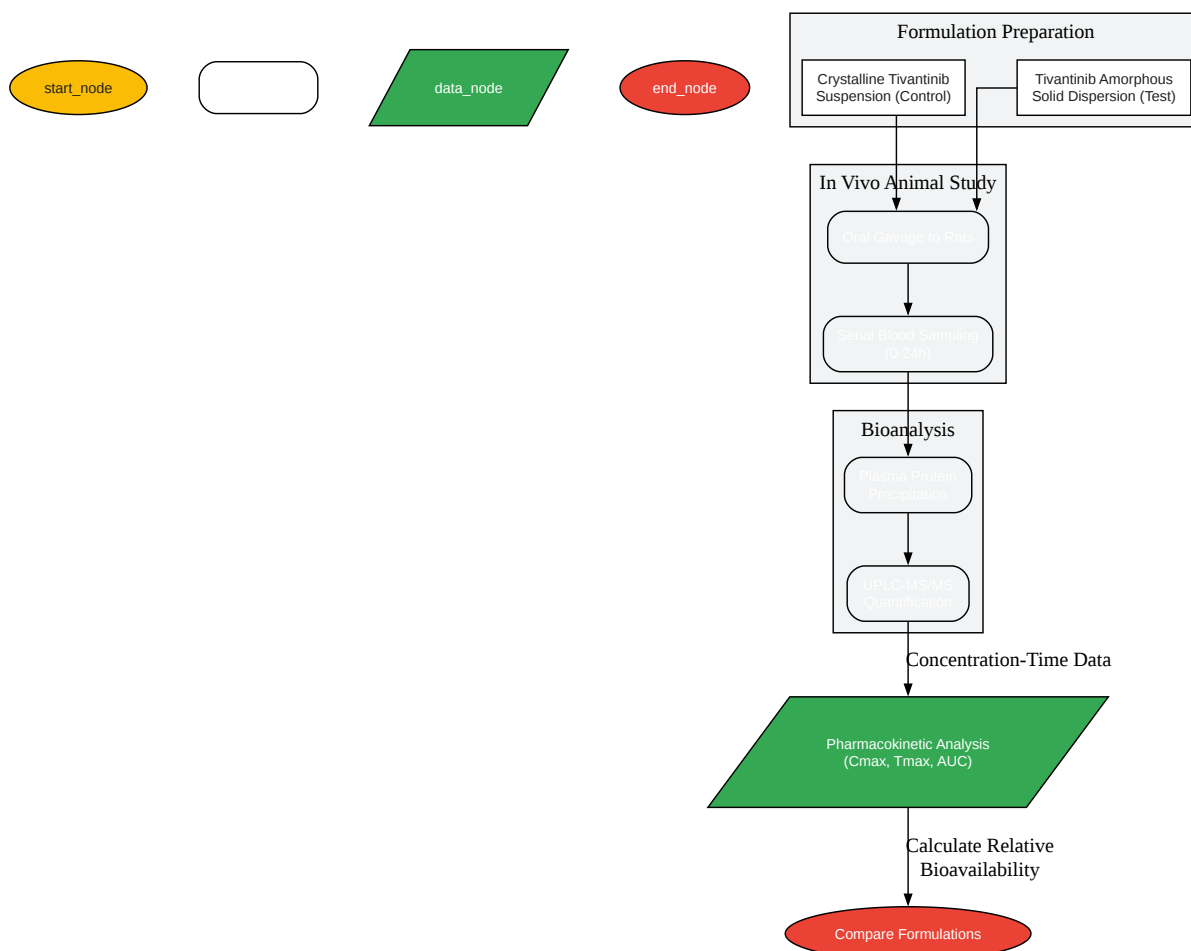 start_node
data_node
end_node
Formulation Preparation
Crystalline Tivantinib
Suspension (Control)
Tivantinib Amorphous
Solid Dispersion (Test)
In Vivo Animal Study
Oral Gavage to Rats
Serial Blood Sampling
(0-24h)
Bioanalysis
Plasma Protein
Precipitation
UPLC-MS/MS
Quantification
Concentration-Time Data
Pharmacokinetic Analysis
(Cmax, Tmax, AUC)
Calculate Relative
Bioavailability
Compare Formulations